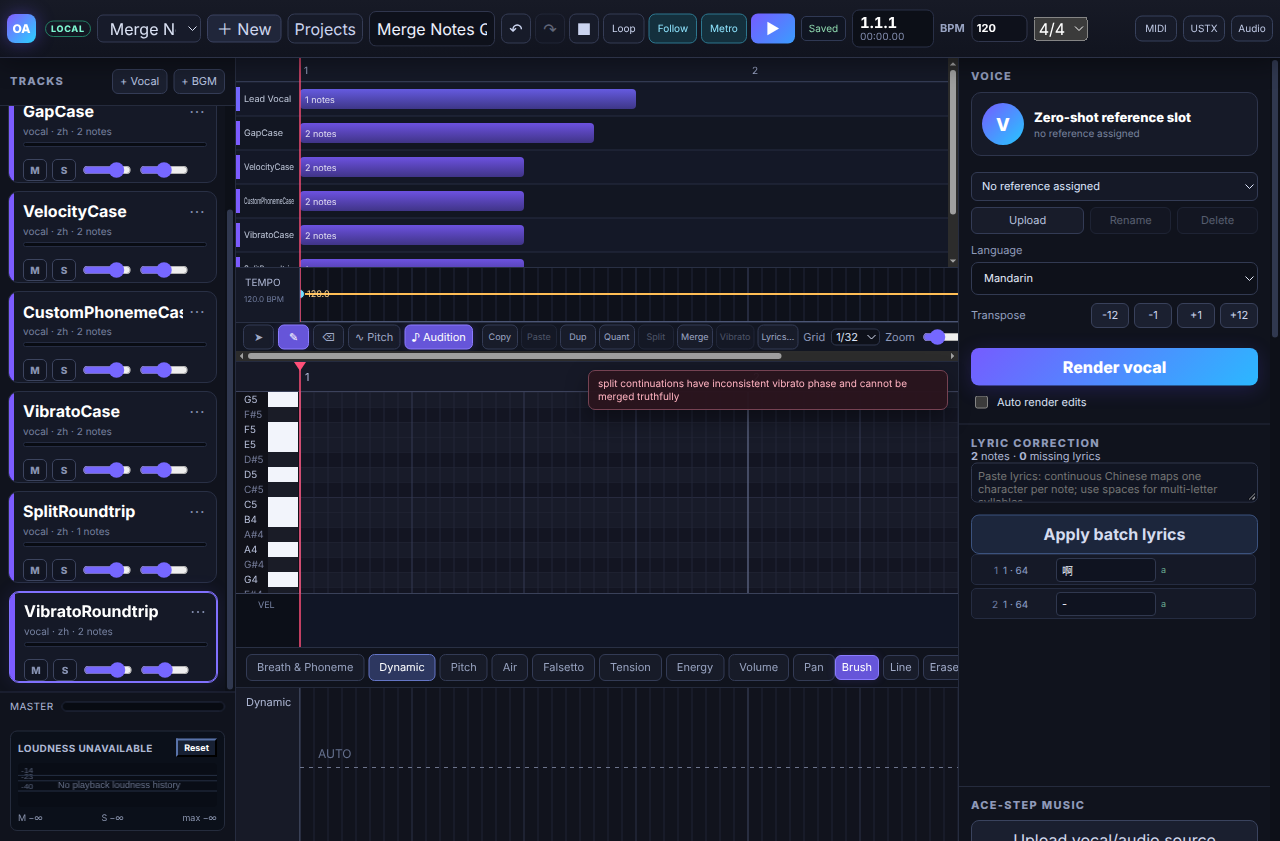 OA
LOCAL
Merge N
+ New
Projects
Merge Notes Q
Loop
Follow
Metro
Saved
1.1.1
00:00.00
BPM
120
4/4
MIDI
USTX
Audio
TRACKS
+ Vocal
+ BGM
GapCase
vocal · zh · 2 notes
M
S
VelocityCase
vocal · zh · 2 notes
M
S
CustomPhonemeCas
vocal · zh · 2 notes
M
S
VibratoCase
vocal · zh · 2 notes
M
S
SplitRoundtrip
vocal · zh · 1 notes
M
S
VibratoRoundtrip
vocal · zh · 2 notes
M
S
MASTER
LOUDNESS UNAVAILABLE
Reset
-14
-23
-40
No playback loudness history
M -∞
S -∞
max -∞
1
2
Lead Vocal
1 notes
GapCase
2 notes
VelocityCase
2 notes
CustomPhonemeCase
2 notes
VibratoCase
2 notes
TEMPO
120.0 BPM
120.0
Pitch
Audition
Copy
Paste
Dup
Quant
Split
Merge
Vibrato
Lyrics...
Grid
1/32
Zoom
1
split continuations have inconsistent vibrato phase and cannot be
merged truthfully
G5
F#5
F5
E5
D#5
D5
C#5
C5
B4
A#4
A4
G#4
G4
VEL
Breath & Phoneme
Dynamic
Pitch
Air
Falsetto
Tension
Energy
Volume
Pan
Brush
Line
Erase
Dynamic
AUTO
VOICE
V
Zero-shot reference slot
no reference assigned
No reference assigned
Upload
Rename
Delete
Language
Mandarin
Transpose
-12
-1
+1
+12
Render vocal
Auto render edits
LYRIC CORRECTION
2 notes · 0 missing lyrics
Paste lyrics: continuous Chinese maps one
character per note; use spaces for multi-letter
Apply batch lyrics
1 1 · 64
啊
a
2 1 · 64
-
a
ACE-STEP MUSIC
Upload vocal/audio source